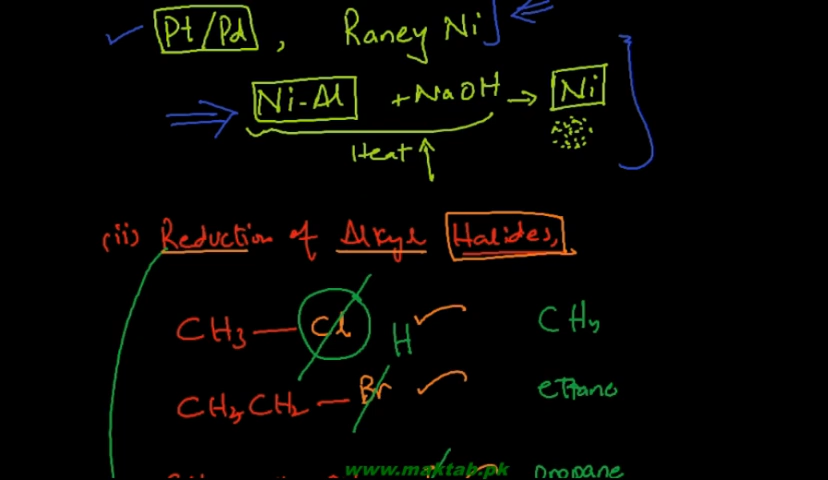 Pt/Pd, Raney Ni
Ni-Al + NaOH → Ni
Heat ↑
(ii) Reduction of Alkyl Halides,
CH3 — Cl H CH4
CH3CH2 — Br ethane
www.maktab.pk propane